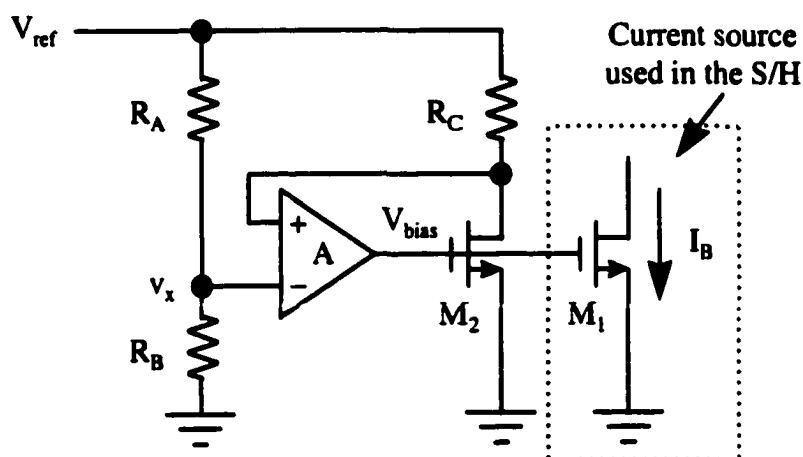 V_ref
Current source
used in the S/H
R_A
R_C
+
A
−
V_bias
I_B
v_x
M_2
M_1
R_B